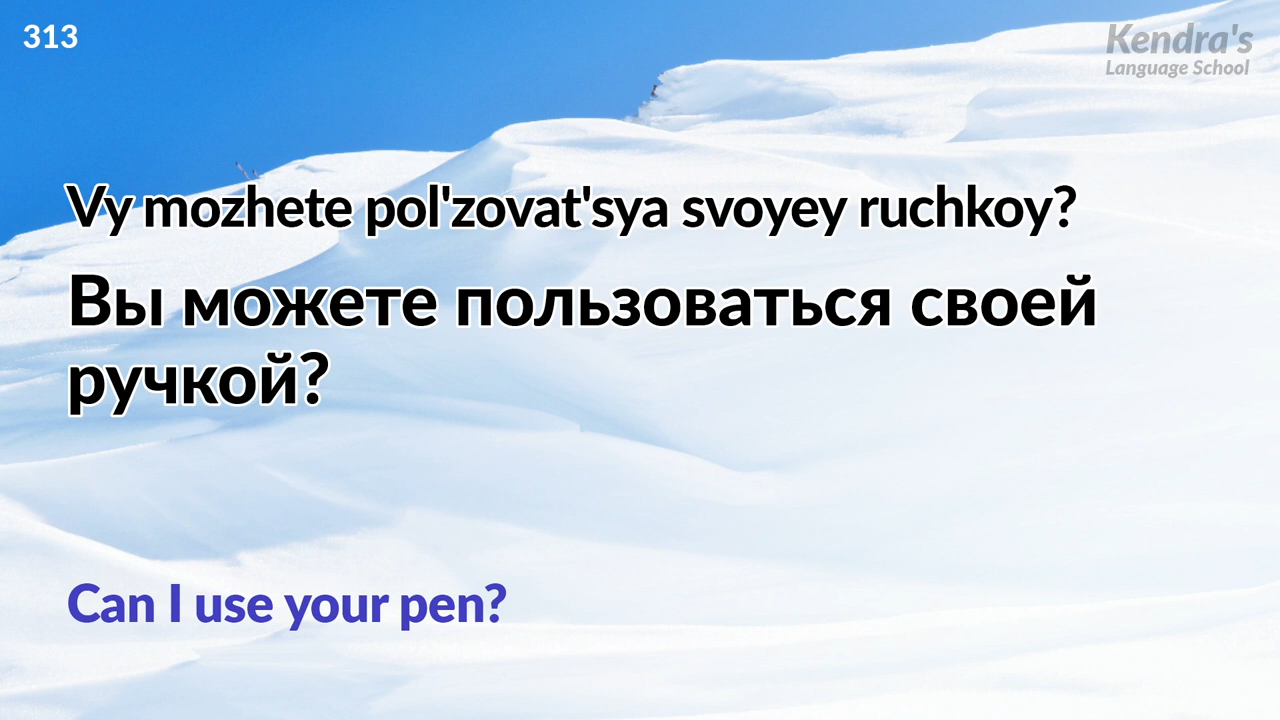 313
Kendra's
Language School
Vy mozhete pol'zovat'sya svoyey ruchkoy?
Вы можете пользоваться своей
ручкой?
Can I use your pen?